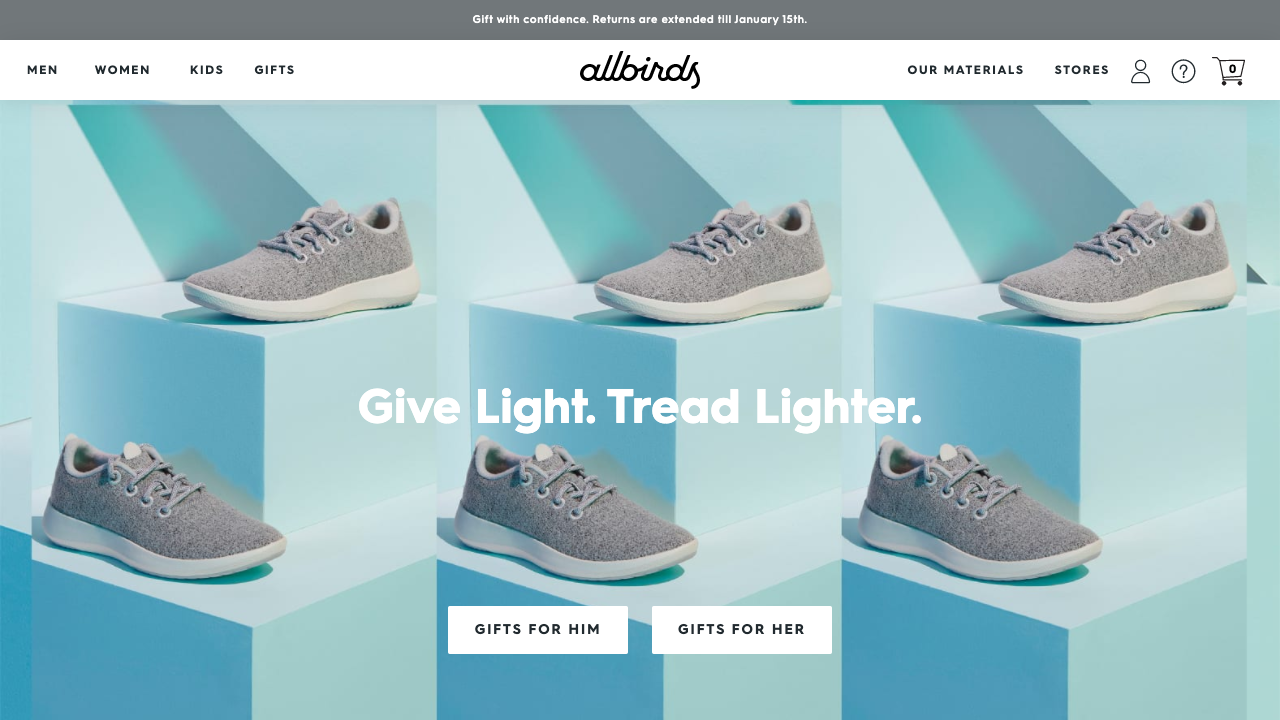 Gift with confidence. Returns are extended till January 15th.
MEN WOMEN KIDS GIFTS allbirds OUR MATERIALS STORES ? 0
Give Light. Tread Lighter.
GIFTS FOR HIM GIFTS FOR HER